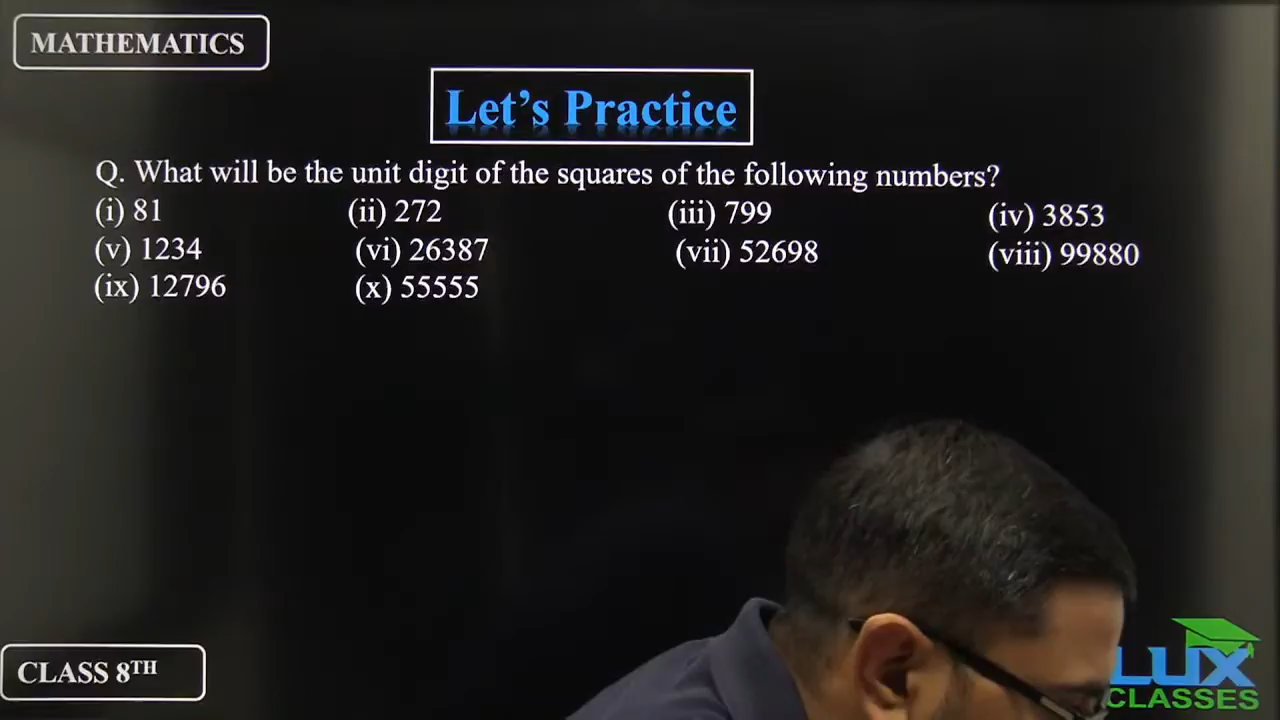 MATHEMATICS
Let's Practice
Q. What will be the unit digit of the squares of the following numbers?
(i) 81 (ii) 272 (iii) 799 (iv) 3853
(v) 1234 (vi) 26387 (vii) 52698 (viii) 99880
(ix) 12796 (x) 55555
CLASS 8TH
LUX
CLASSES